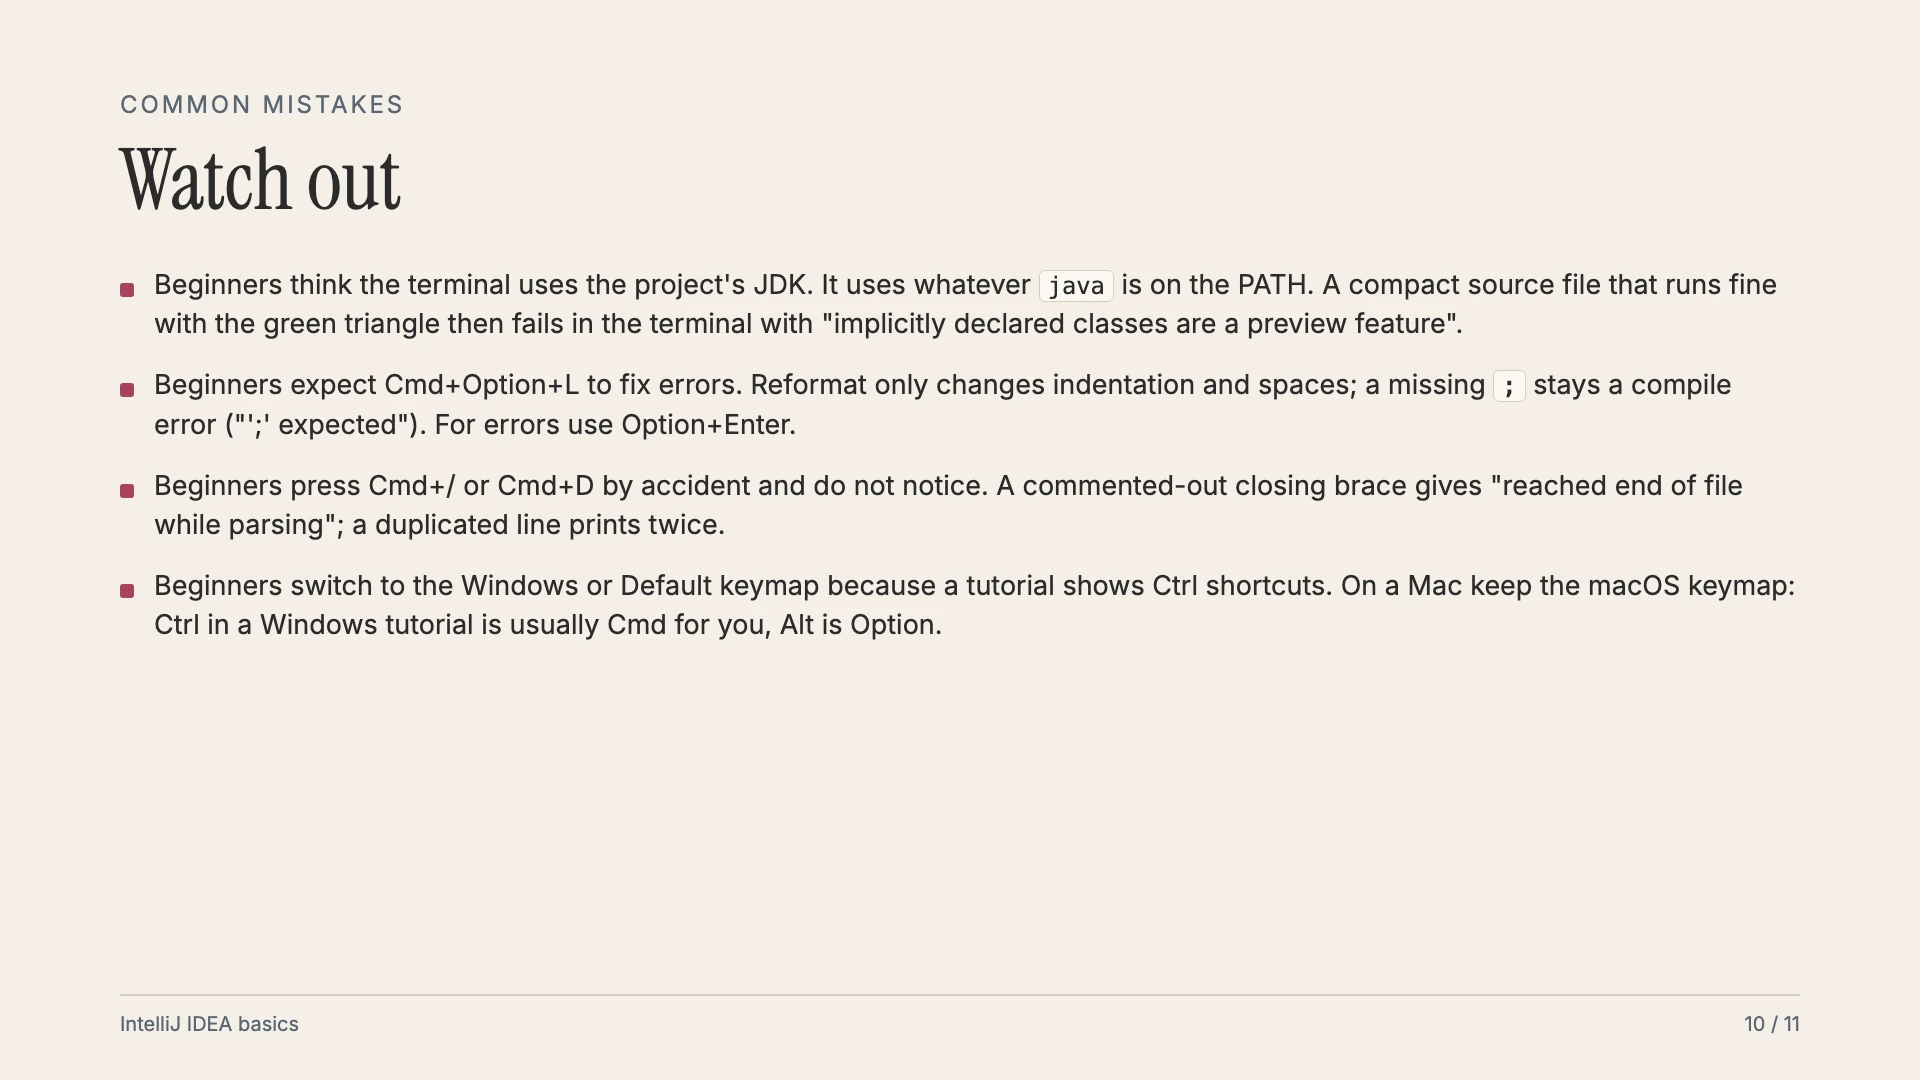 COMMON MISTAKES
Watch out
Beginners think the terminal uses the project's JDK. It uses whatever java is on the PATH. A compact source file that runs fine
with the green triangle then fails in the terminal with "implicitly declared classes are a preview feature".
Beginners expect Cmd+Option+L to fix errors. Reformat only changes indentation and spaces; a missing ; stays a compile
error ("';' expected"). For errors use Option+Enter.
Beginners press Cmd+/ or Cmd+D by accident and do not notice. A commented-out closing brace gives "reached end of file
while parsing"; a duplicated line prints twice.
Beginners switch to the Windows or Default keymap because a tutorial shows Ctrl shortcuts. On a Mac keep the macOS keymap:
Ctrl in a Windows tutorial is usually Cmd for you, Alt is Option.
IntelliJ IDEA basics
10 / 11